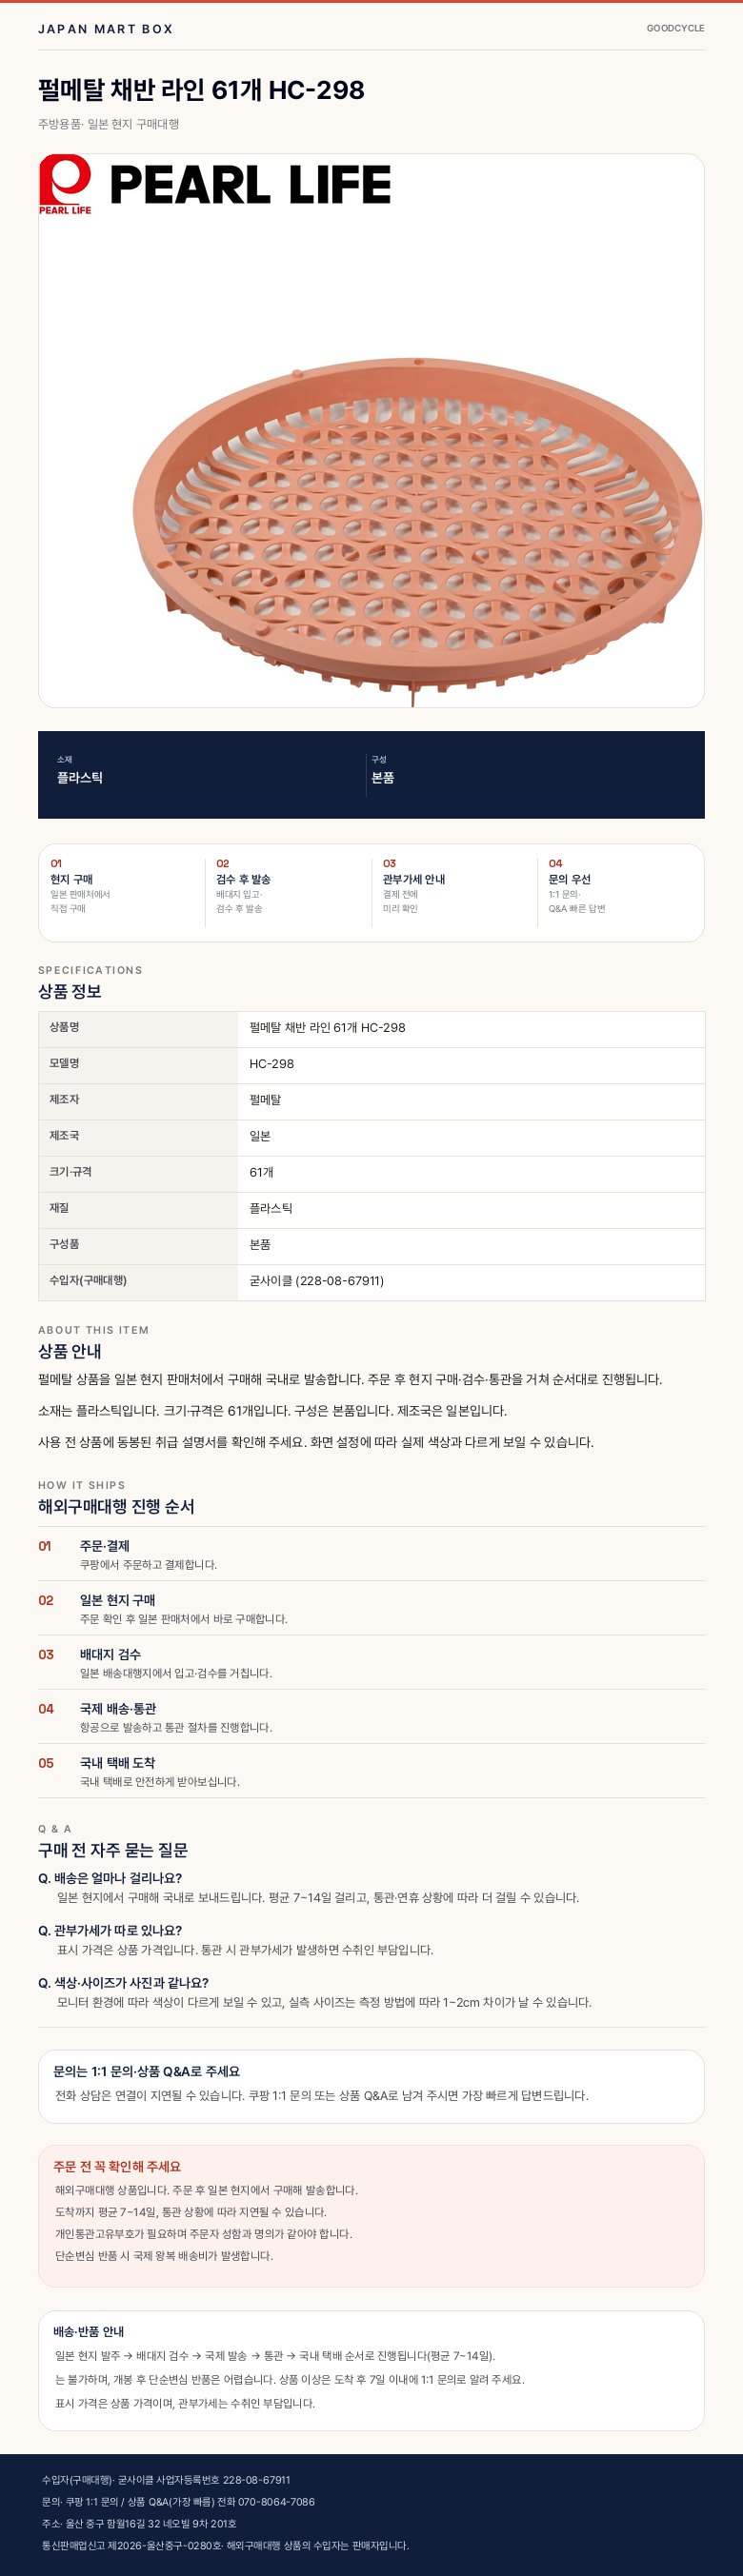 JAPAN MART BOX
GOODCYCLE
펄메탈 채반 라인 61개 HC-298
주방용품· 일본 현지 구매대행
PEARL LIFE
PEARL LIFE
소재
플라스틱
구성
본품
01
현지 구매
일본 판매처에서
직접 구매
02
검수 후 발송
배대지 입고·
검수 후 발송
03
관부가세 안내
결제 전에
미리 확인
04
문의 우선
1:1 문의·
Q&A 빠른 답변
SPECIFICATIONS
상품 정보
상품명 펄메탈 채반 라인 61개 HC-298
모델명 HC-298
제조자 펄메탈
제조국 일본
크기·규격 61개
재질 플라스틱
구성품 본품
수입자(구매대행) 굳사이클 (228-08-67911)
ABOUT THIS ITEM
상품 안내
펄메탈 상품을 일본 현지 판매처에서 구매해 국내로 발송합니다. 주문 후 현지 구매·검수·통관을 거쳐 순서대로 진행됩니다.
소재는 플라스틱입니다. 크기·규격은 61개입니다. 구성은 본품입니다. 제조국은 일본입니다.
사용 전 상품에 동봉된 취급 설명서를 확인해 주세요. 화면 설정에 따라 실제 색상과 다르게 보일 수 있습니다.
HOW IT SHIPS
해외구매대행 진행 순서
01 주문·결제
쿠팡에서 주문하고 결제합니다.
02 일본 현지 구매
주문 확인 후 일본 판매처에서 바로 구매합니다.
03 배대지 검수
일본 배송대행지에서 입고·검수를 거칩니다.
04 국제 배송·통관
항공으로 발송하고 통관 절차를 진행합니다.
05 국내 택배 도착
국내 택배로 안전하게 받아보십니다.
Q & A
구매 전 자주 묻는 질문
Q. 배송은 얼마나 걸리나요?
일본 현지에서 구매해 국내로 보내드립니다. 평균 7~14일 걸리고, 통관·연휴 상황에 따라 더 걸릴 수 있습니다.
Q. 관부가세가 따로 있나요?
표시 가격은 상품 가격입니다. 통관 시 관부가세가 발생하면 수취인 부담입니다.
Q. 색상·사이즈가 사진과 같나요?
모니터 환경에 따라 색상이 다르게 보일 수 있고, 실측 사이즈는 측정 방법에 따라 1~2cm 차이가 날 수 있습니다.
문의는 1:1 문의·상품 Q&A로 주세요
전화 상담은 연결이 지연될 수 있습니다. 쿠팡 1:1 문의 또는 상품 Q&A로 남겨 주시면 가장 빠르게 답변드립니다.
주문 전 꼭 확인해 주세요
해외구매대행 상품입니다. 주문 후 일본 현지에서 구매해 발송합니다.
도착까지 평균 7~14일, 통관 상황에 따라 지연될 수 있습니다.
개인통관고유부호가 필요하며 주문자 성함과 명의가 같아야 합니다.
단순변심 반품 시 국제 왕복 배송비가 발생합니다.
배송·반품 안내
일본 현지 발주 → 배대지 검수 → 국제 발송 → 통관 → 국내 택배 순서로 진행됩니다(평균 7~14일).
는 불가하며, 개봉 후 단순변심 반품은 어렵습니다. 상품 이상은 도착 후 7일 이내에 1:1 문의로 알려 주세요.
표시 가격은 상품 가격이며, 관부가세는 수취인 부담입니다.
수입자(구매대행)· 굳사이클 사업자등록번호 228-08-67911
문의· 쿠팡 1:1 문의 / 상품 Q&A(가장 빠름) 전화 070-8064-7086
주소· 울산 중구 함월16길 32 네오빌 9차 201호
통신판매업신고 제2026-울산중구-0280호· 해외구매대행 상품의 수입자는 판매자입니다.